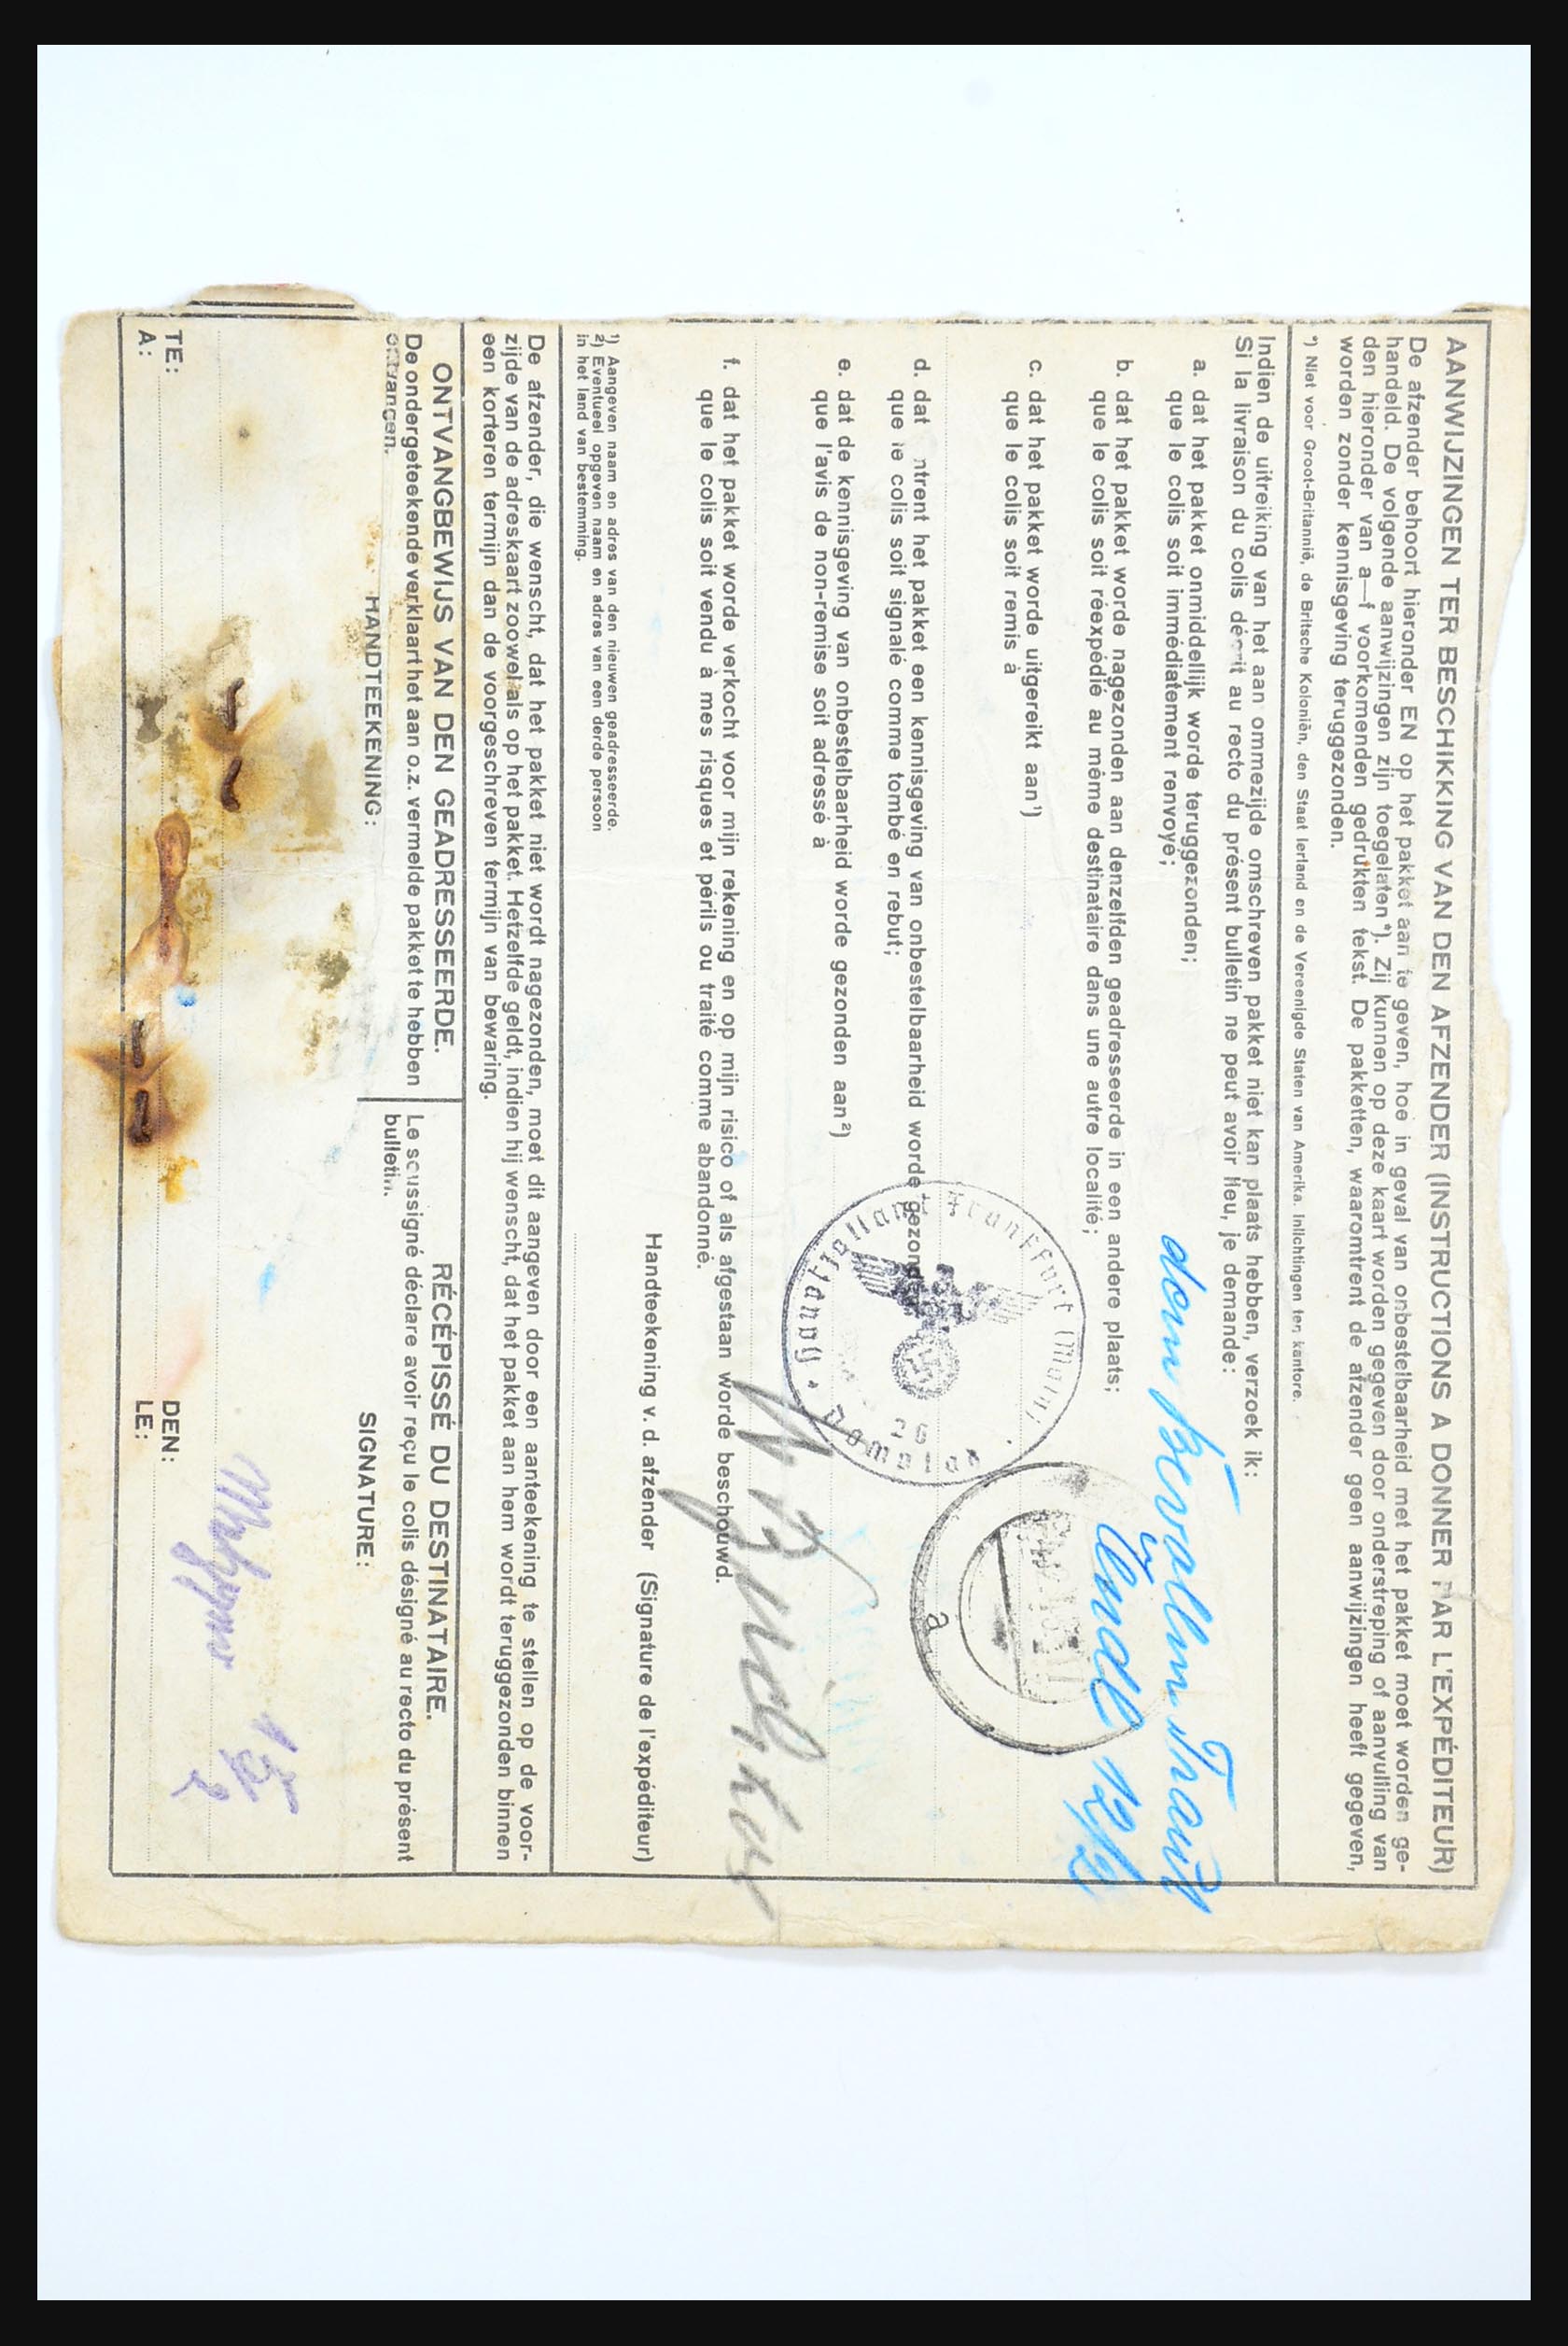 AANWIJZINGEN TER BESCHIKKING VAN DEN AFZENDER (INSTRUCTIONS A DONNER PAR L'EXPÉDITEUR)
De afzender behoort hieronder EN op het pakket aan te geven, hoe in geval van onbestelbaarheid met het pakket moet worden ge-
handeld. De volgende aanwijzingen zijn toegelaten*). Zij kunnen op deze kaart worden gegeven door onderstreping of aanvulling van
den hieronder van a—f voorkomenden gedrukten tekst. De pakketten, waaromtrent de afzender geen aanwijzingen heeft gegeven,
worden zonder kennisgeving teruggezonden.
*) Niet voor Groot-Britannië, de Britsche Koloniën, den Staat Ierland en de Vereenigde Staten van Amerika. Inlichtingen ten kantore.
Indien de uitreiking van het aan ommezijde omschreven pakket niet kan plaats hebben, verzoek ik:
Si la livraison du colis décrit au recto du présent bulletin ne peut avoir lieu, je demande:
a. dat het pakket onmiddellijk worde teruggezonden;
que le colis soit immédiatement renvoyé;
b. dat het pakket worde nagezonden aan denzelfden geadresseerde in een andere plaats;
que le colis soit réexpédié au même destinataire dans une autre localité;
c. dat het pakket worde uitgereikt aan¹)
que le colis soit remis à
d. dat ntrent het pakket een kennisgeving van onbestelbaarheid worde gezond
que le colis soit signalé comme tombé en rebut;
e. dat de kennisgeving van onbestelbaarheid worde gezonden aan²)
que l'avis de non-remise soit adressé à
f. dat het pakket worde verkocht voor mijn rekening en op mijn risico of als afgestaan worde beschouwd.
que le colis soit vendu à mes risques et périls ou traité comme abandonné.
Frankfurt (Main)
26
a
12/2
Handteekening v. d. afzender (Signature de l'expéditeur)
¹) Aangeven naam en adres van den nieuwen geadresseerde.
²) Eventueel opgeven naam en adres van een derde persoon
in het land van bestemming.
De afzender, die wenscht, dat het pakket niet wordt nagezonden, moet dit aangeven door een aanteekening te stellen op de voor-
zijde van de adreskaart zoowel als op het pakket. Hetzelfde geldt, indien hij wenscht, dat het pakket aan hem wordt teruggezonden binnen
een korteren termijn dan de voorgeschreven termijn van bewaring.
ONTVANGBEWIJS VAN DEN GEADRESSEERDE.
De ondergeteekende verklaart het aan o.z. vermelde pakket te hebben
ontvangen.
HANDTEEKENING:
TE:
A:
RÉCÉPISSÉ DU DESTINATAIRE.
Le soussigné déclare avoir reçu le colis désigné au recto du présent
bulletin.
SIGNATURE:
DEN:
LE: